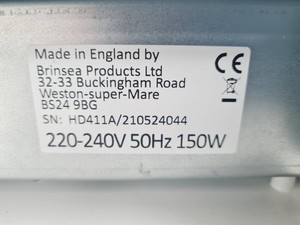 Made in England by
Brinsea Products Ltd
32-33 Buckingham Road
Weston-super-Mare
BS24 9BG
SN: HD411A/210524044
220-240V 50Hz 150W
CE